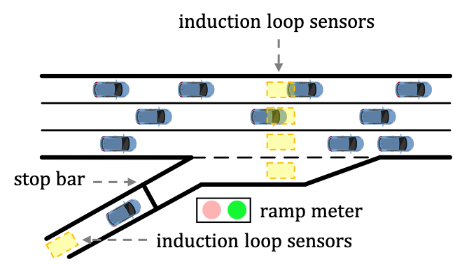 induction loop sensors
stop bar
ramp meter
induction loop sensors